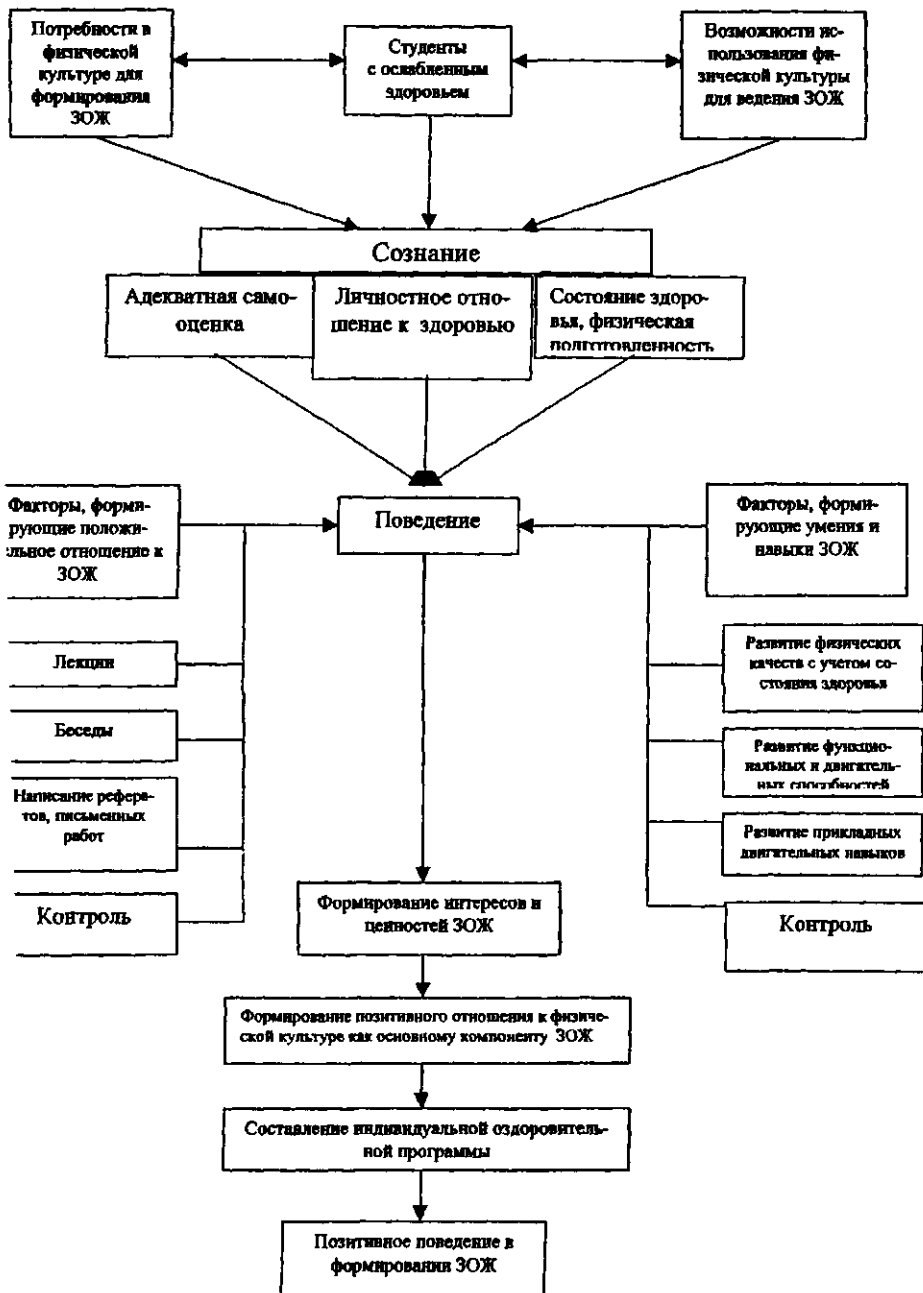 Потребности в
физической
культуре для
формирования
ЗОЖ
Студенты
с ослабленным
здоровьем
Возможности ис-
пользования фи-
зической культуры
для ведения ЗОЖ
Сознание
Адекватная само-
оценка
Личностное отно-
шение к здоровью
Состояние здоро-
вья, физическая
подготовленность
Факторы, форми-
рующие положи-
ельное отношение к
ЗОЖ
Поведение
Факторы, форми-
рующие умения и
навыки ЗОЖ
Лекции
Беседы
Написание рефера-
тов, письменных
работ
Контроль
Развитие физических
качеств с учетом со-
стояния здоровья
Развитие функцио-
нальных и двигатель-
ных способностей
Развитие прикладных
двигательных навыков
Контроль
Формирование интересов и
ценностей ЗОЖ
Формирование позитивного отношения к физиче-
ской культуре как основному компоненту ЗОЖ
Составление индивидуальной оздоровитель-
ной программы
Позитивное поведение в
формировании ЗОЖ